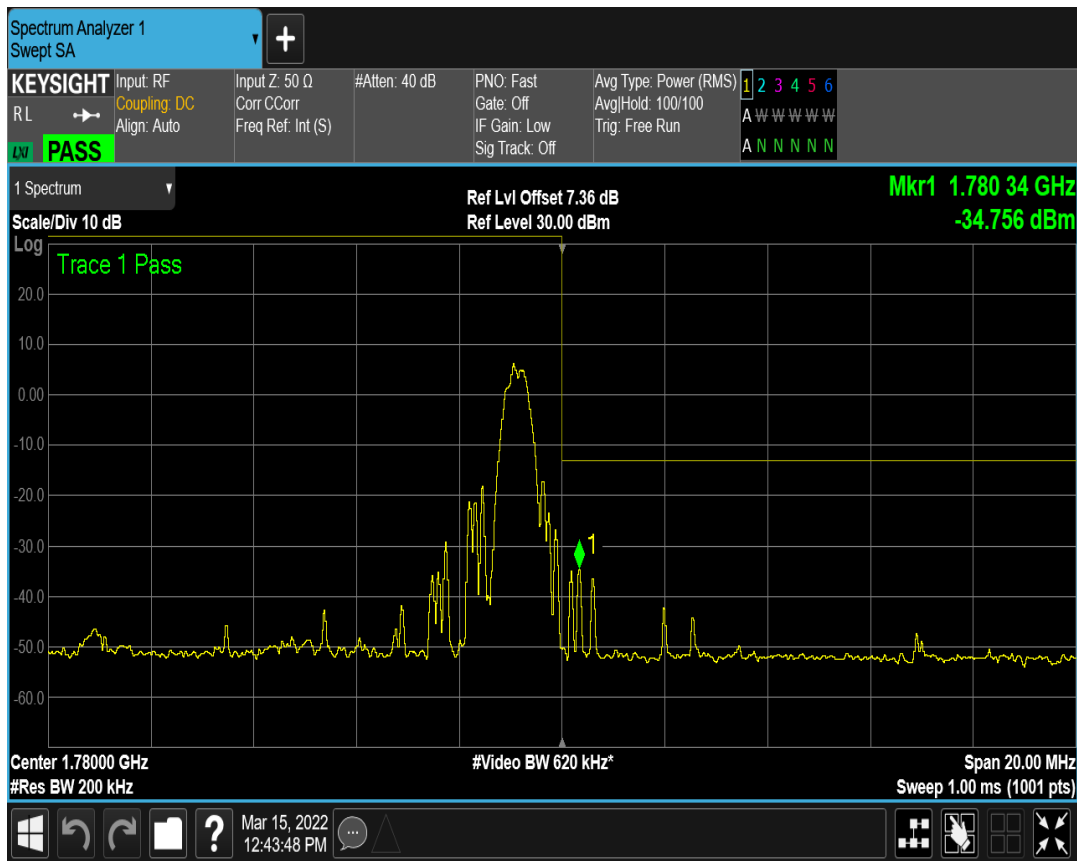 Spectrum Analyzer 1
Swept SA
+
KEYSIGHT
RL
LXI PASS
Input: RF
Coupling: DC
Align: Auto
Input Z: 50 Ω
Corr CCorr
Freq Ref: Int (S)
#Atten: 40 dB
PNO: Fast
Gate: Off
IF Gain: Low
Sig Track: Off
Avg Type: Power (RMS)
Avg|Hold: 100/100
Trig: Free Run
1 2 3 4 5 6
A W W W W W
A N N N N N
1 Spectrum
Scale/Div 10 dB
Ref Lvl Offset 7.36 dB
Ref Level 30.00 dBm
Mkr1 1.780 34 GHz
-34.756 dBm
Log
Trace 1 Pass
20.0
10.0
0.00
-10.0
-20.0
-30.0
-40.0
-50.0
-60.0
1
Center 1.78000 GHz
#Res BW 200 kHz
#Video BW 620 kHz*
Span 20.00 MHz
Sweep 1.00 ms (1001 pts)
?
Mar 15, 2022
12:43:48 PM